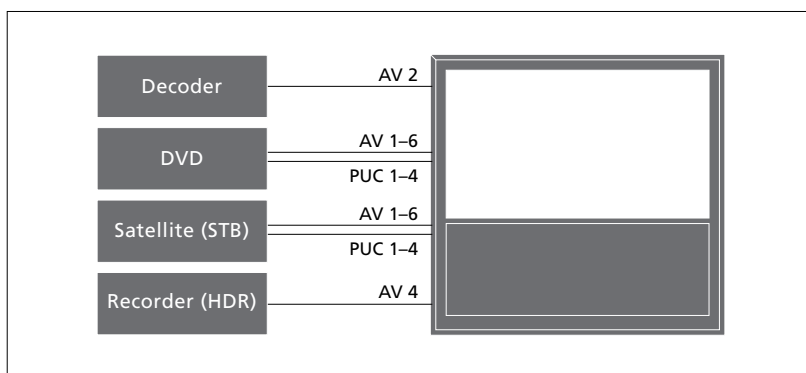 Decoder
AV 2
DVD
AV 1–6
PUC 1–4
Satellite (STB)
AV 1–6
PUC 1–4
Recorder (HDR)
AV 4